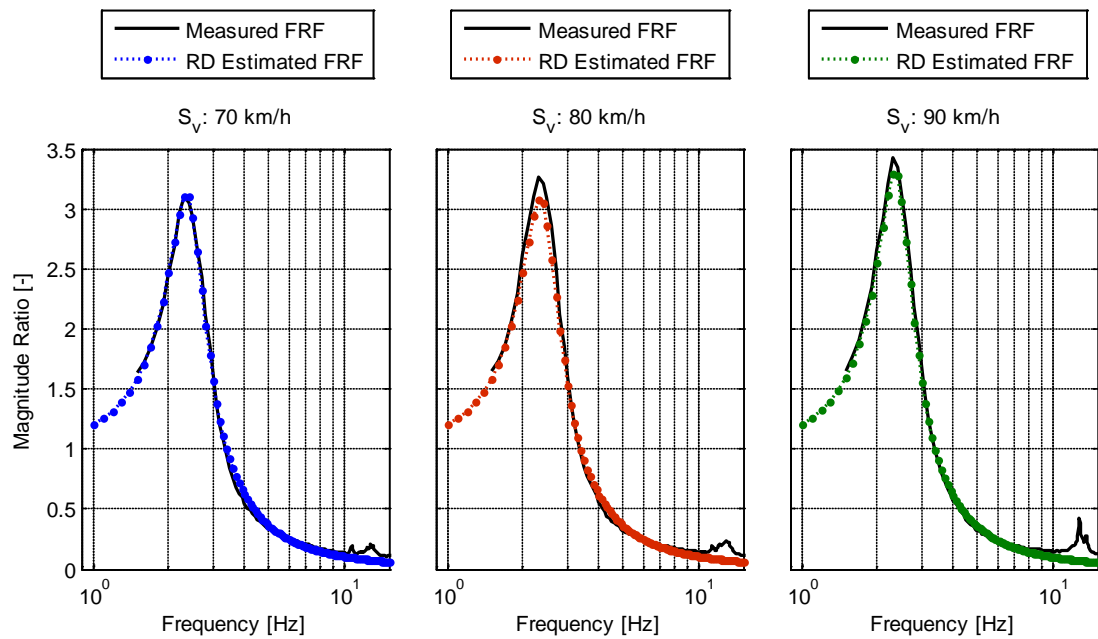 Measured FRF
RD Estimated FRF
Measured FRF
RD Estimated FRF
Measured FRF
RD Estimated FRF
S_v: 70 km/h
S_v: 80 km/h
S_v: 90 km/h
Magnitude Ratio [-]
3.5
3
2.5
2
1.5
1
0.5
0
10^0
10^1
10^0
10^1
10^0
10^1
Frequency [Hz]
Frequency [Hz]
Frequency [Hz]